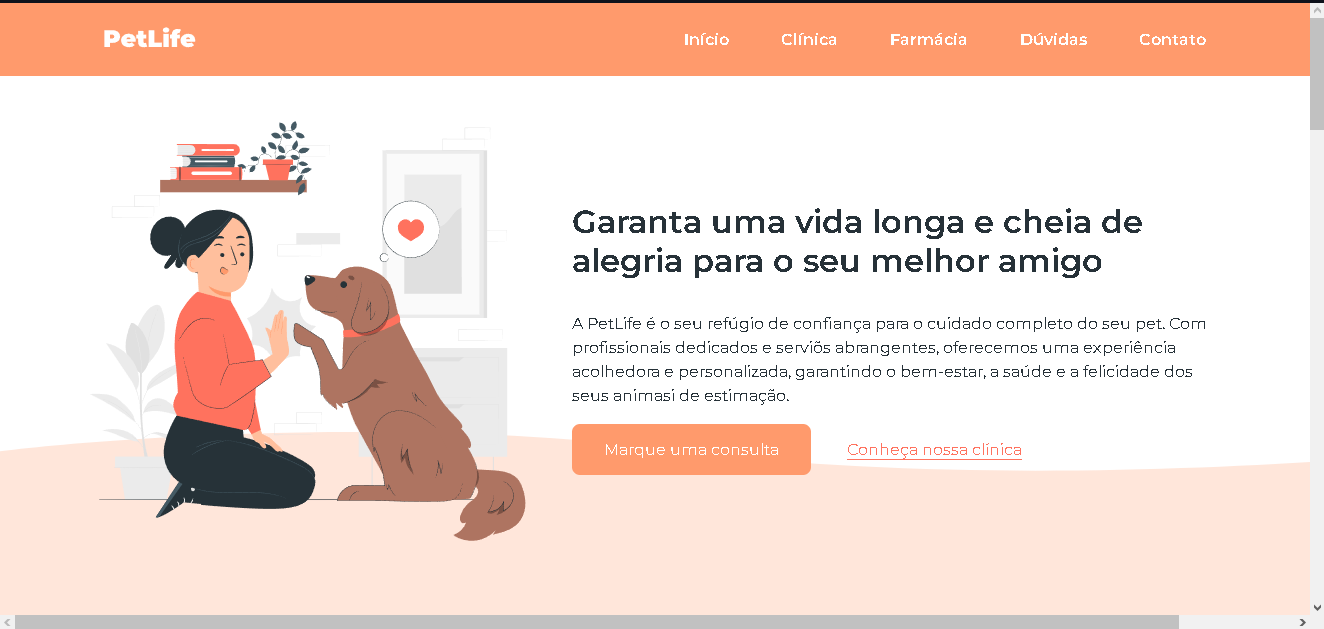 PetLife
Início Clínica Farmácia Dúvidas Contato
Garanta uma vida longa e cheia de
alegria para o seu melhor amigo
A PetLife é o seu refúgio de confiança para o cuidado completo do seu pet. Com
profissionais dedicados e serviõs abrangentes, oferecemos uma experiência
acolhedora e personalizada, garantindo o bem-estar, a saúde e a felicidade dos
seus animasi de estimação.
Marque uma consulta Conheça nossa clínica